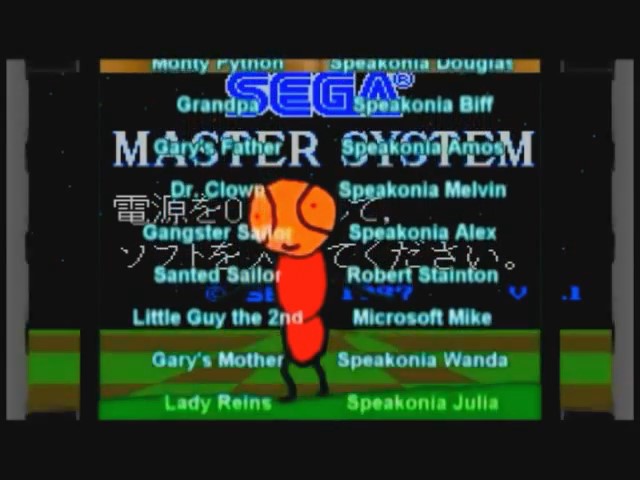 Monty Python Speakonia Douglas
SEGA®
Grandpa Speakonia Biff
MASTER SYSTEM
Gary's Father Speakonia Amos
Dr. Clown Speakonia Melvin
電源を て,
Gangster Sailor Speakonia Alex
ソフトを てください。
Santed Sailor Robert Stainton
© 1987
Little Guy the 2nd Microsoft Mike
Gary's Mother Speakonia Wanda
Lady Reins Speakonia Julia